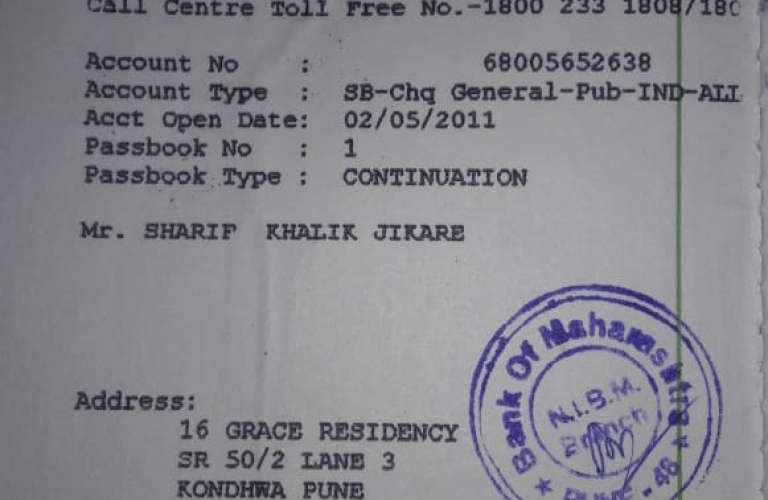 Call Centre Toll Free No.-1800 233 1808/180
Account No : 68005652638
Account Type : SB-Chq General-Pub-IND-ALL
Acct Open Date: 02/05/2011
Passbook No : 1
Passbook Type : CONTINUATION
Mr. SHARIF KHALIK JIKARE
Address:
16 GRACE RESIDENCY
SR 50/2 LANE 3
KONDHWA PUNE
Bank Of Maharashtra
N.I.B.M.
Branch
PUNE - 48